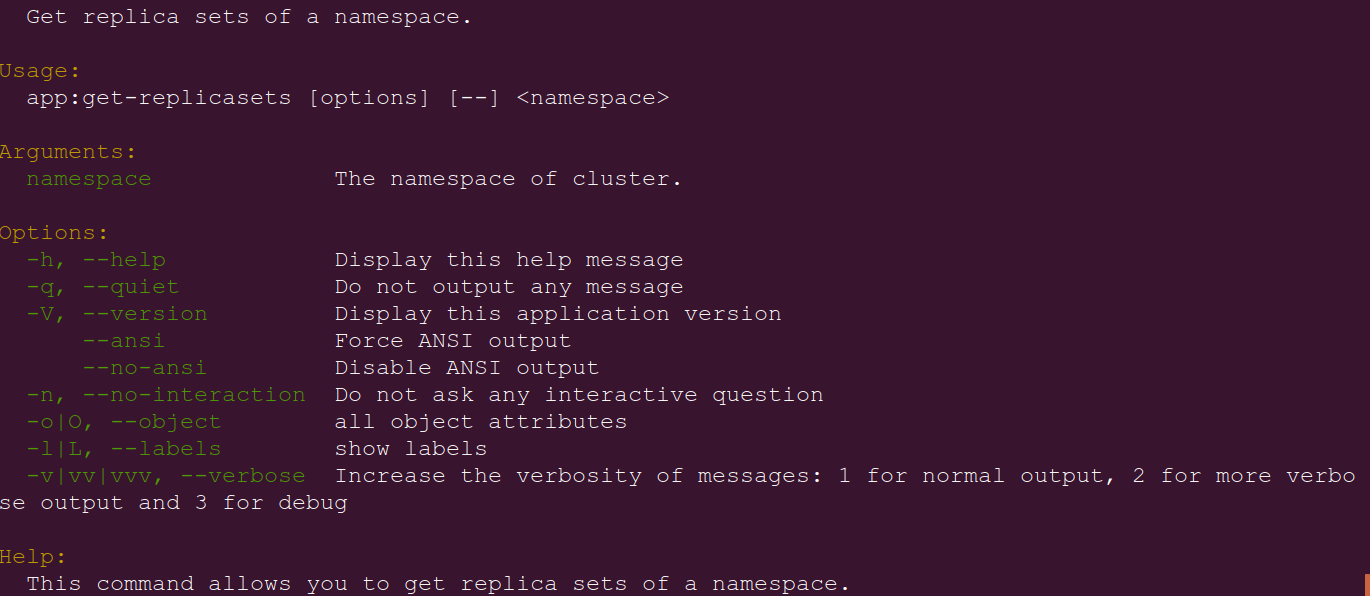 Get replica sets of a namespace.
Usage:
app:get-replicasets [options] [--] <namespace>
Arguments:
namespace The namespace of cluster.
Options:
-h, --help Display this help message
-q, --quiet Do not output any message
-V, --version Display this application version
--ansi Force ANSI output
--no-ansi Disable ANSI output
-n, --no-interaction Do not ask any interactive question
-o|O, --object all object attributes
-l|L, --labels show labels
-v|vv|vvv, --verbose Increase the verbosity of messages: 1 for normal output, 2 for more verbo
se output and 3 for debug
Help:
This command allows you to get replica sets of a namespace.